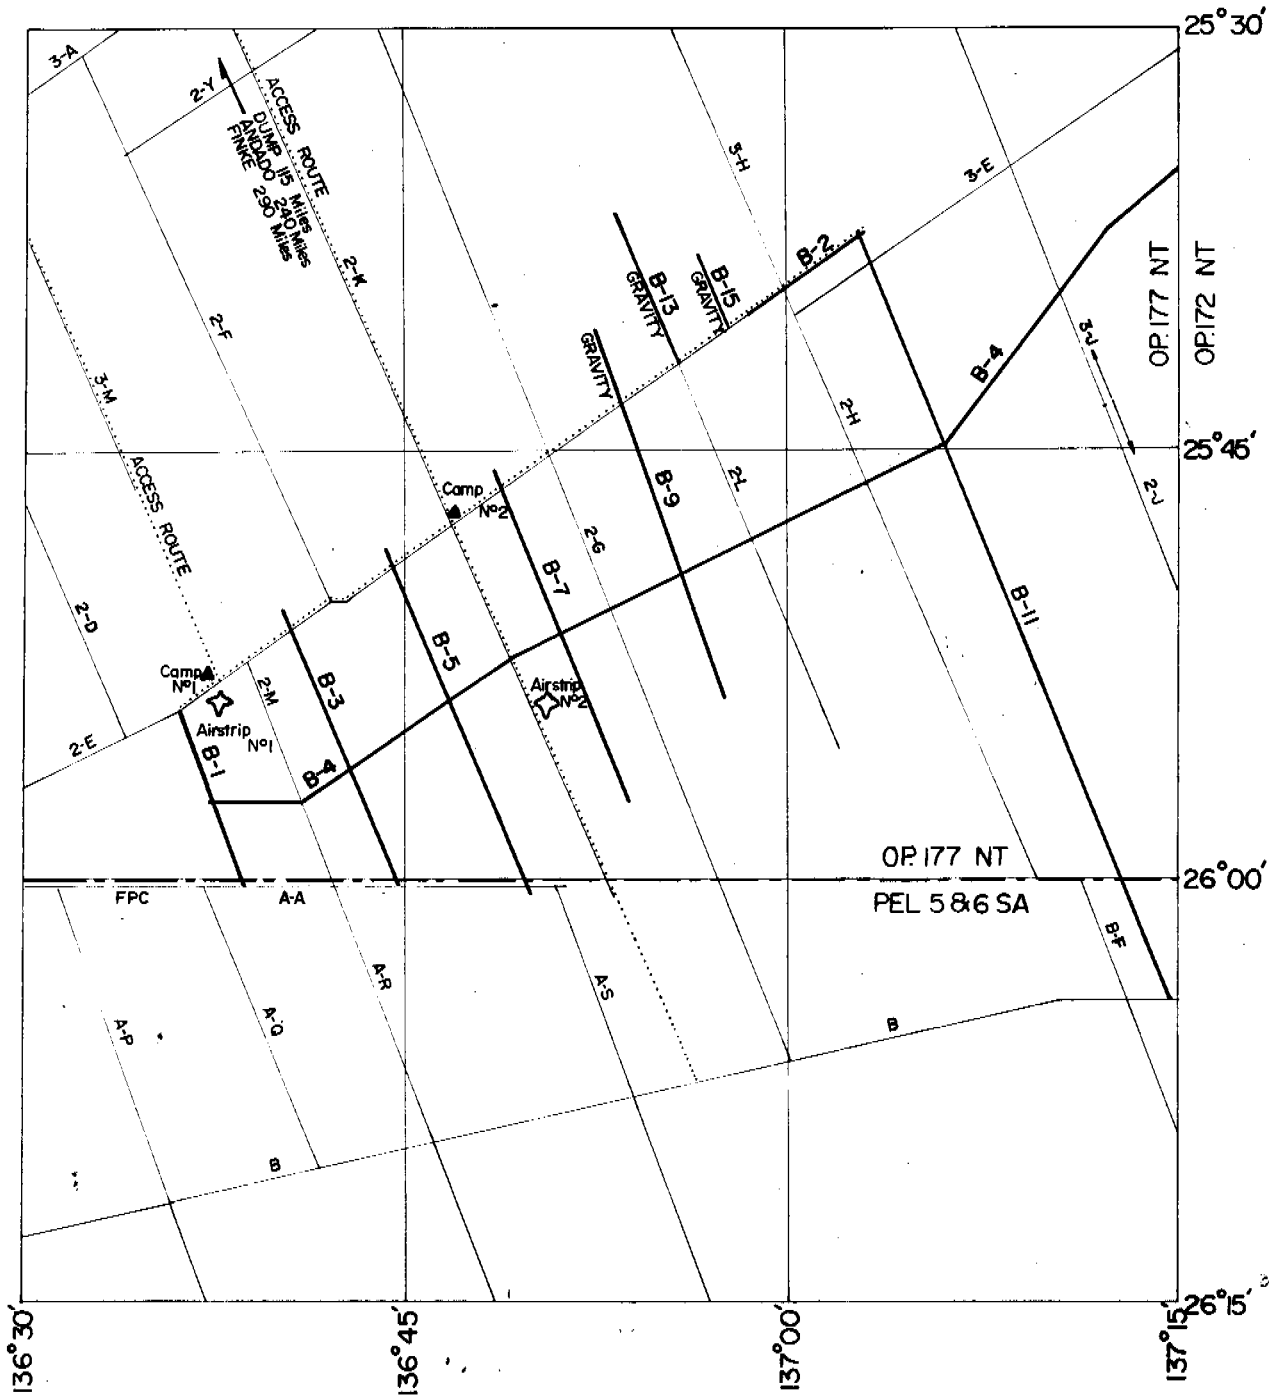 25°30'
3-A
2-Y
ACCESS ROUTE
DUMP 115 Miles
ANDADO 240 Miles
FINKE 290 Miles
3-H
3-E
2-K
B-2
B-15
GRAVITY
B-13
GRAVITY
OP.177 NT
OP.172 NT
2-F
3-J
B-4
GRAVITY
3-M
2-H
25°45'
ACCESS ROUTE
Camp
Nº2
B-9
2-L
2-J
2-G
B-7
2-D
B-11
B-5
Camp
Nº1
2-M
B-3
Airstrip
Nº2
Airstrip
Nº1
2-E
B-1
B-4
OP.177 NT
26°00'
FPC
A-A
PEL 5&6 SA
B-F
A-R
A-S
A-Q
A-P
B
B
26°15'
136°30'
136°45'
137°00'
137°15'